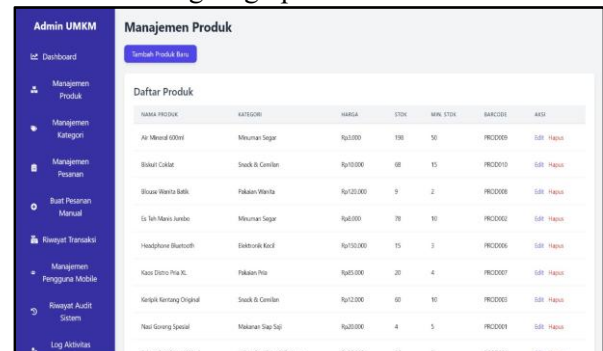 Admin UMKM
Dashboard
Manajemen
Produk
Manajemen
Kategori
Manajemen
Pesanan
Buat Pesanan
Manual
Riwayat Transaksi
Manajemen
Pengguna Mobile
Riwayat Audit
Sistem
Log Aktivitas
Manajemen Produk
Tambah Produk Baru
Daftar Produk
NAMA PRODUK KATEGORI HARGA STOK MIN. STOK BARCODE AKSI
Air Mineral 600ml Minuman Segar Rp3.000 198 50 PROD009 Edit Hapus
Biskuit Coklat Snack & Cemilan Rp10.000 68 15 PROD010 Edit Hapus
Blouse Wanita Batik Pakaian Wanita Rp120.000 9 2 PROD008 Edit Hapus
Es Teh Manis Jumbo Minuman Segar Rp8.000 78 10 PROD002 Edit Hapus
Headphone Bluetooth Elektronik Kecil Rp150.000 15 3 PROD006 Edit Hapus
Kaos Distro Pria XL Pakaian Pria Rp85.000 20 4 PROD007 Edit Hapus
Keripik Kentang Original Snack & Cemilan Rp12.000 60 10 Edit Hapus
Nasi Goreng Spesial Makanan Siap Saji Rp20.000 4 5 PROD001 Edit Hapus